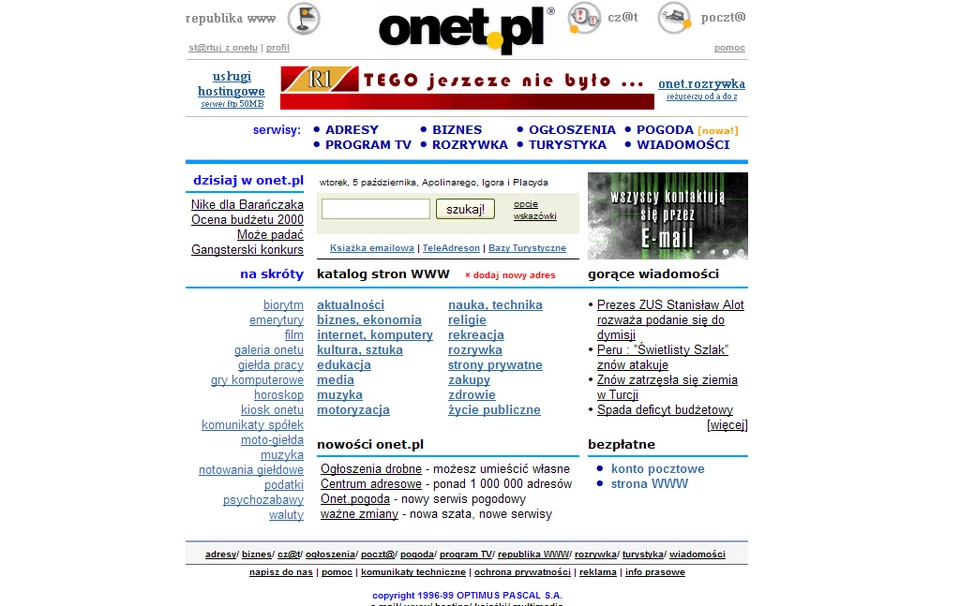 republika www
onet.pl®
cz@t
poczt@
st@rtuj z onetu | profil
pomoc
usługi
hostingowe
serwer ftp 50MB
R1 TEGO jeszcze nie było ...
onet.rozrywka
reżyserzy od a do z
serwisy:
• ADRESY • BIZNES • OGŁOSZENIA • POGODA [nowa!]
• PROGRAM TV • ROZRYWKA • TURYSTYKA • WIADOMOŚCI
dzisiaj w onet.pl
Nike dla Barańczaka
Ocena budżetu 2000
Może padać
Gangsterski konkurs
wtorek, 5 października, Apolinarego, Igora i Placyda
szukaj!
opcje
wskazówki
Książka emailowa | TeleAdreson | Bazy Turystyczne
wszyscy kontaktują
się przez
E-mail
na skróty
biorytm
emerytury
film
galeria onetu
giełda pracy
gry komputerowe
horoskop
kiosk onetu
komunikaty spółek
moto-giełda
muzyka
notowania giełdowe
podatki
psychozabawy
waluty
katalog stron WWW × dodaj nowy adres
aktualności
biznes, ekonomia
internet, komputery
kultura, sztuka
edukacja
media
muzyka
motoryzacja
nauka, technika
religie
rekreacja
rozrywka
strony prywatne
zakupy
zdrowie
życie publiczne
gorące wiadomości
• Prezes ZUS Stanisław Alot
rozważa podanie się do
dymisji
• Peru : "Świetlisty Szlak"
znów atakuje
• Znów zatrzęsła się ziemia
w Turcji
• Spada deficyt budżetowy
[więcej]
nowości onet.pl
Ogłoszenia drobne - możesz umieścić własne
Centrum adresowe - ponad 1 000 000 adresów
Onet.pogoda - nowy serwis pogodowy
ważne zmiany - nowa szata, nowe serwisy
bezpłatne
• konto pocztowe
• strona WWW
adresy/ biznes/ cz@t/ ogłoszenia/ poczt@/ pogoda/ program TV/ republika WWW/ rozrywka/ turystyka/ wiadomości
napisz do nas | pomoc | komunikaty techniczne | ochrona prywatności | reklama | info prasowe
copyright 1996-99 OPTIMUS PASCAL S.A.
e-mail/ www/ hosting/ książki/ multimedia